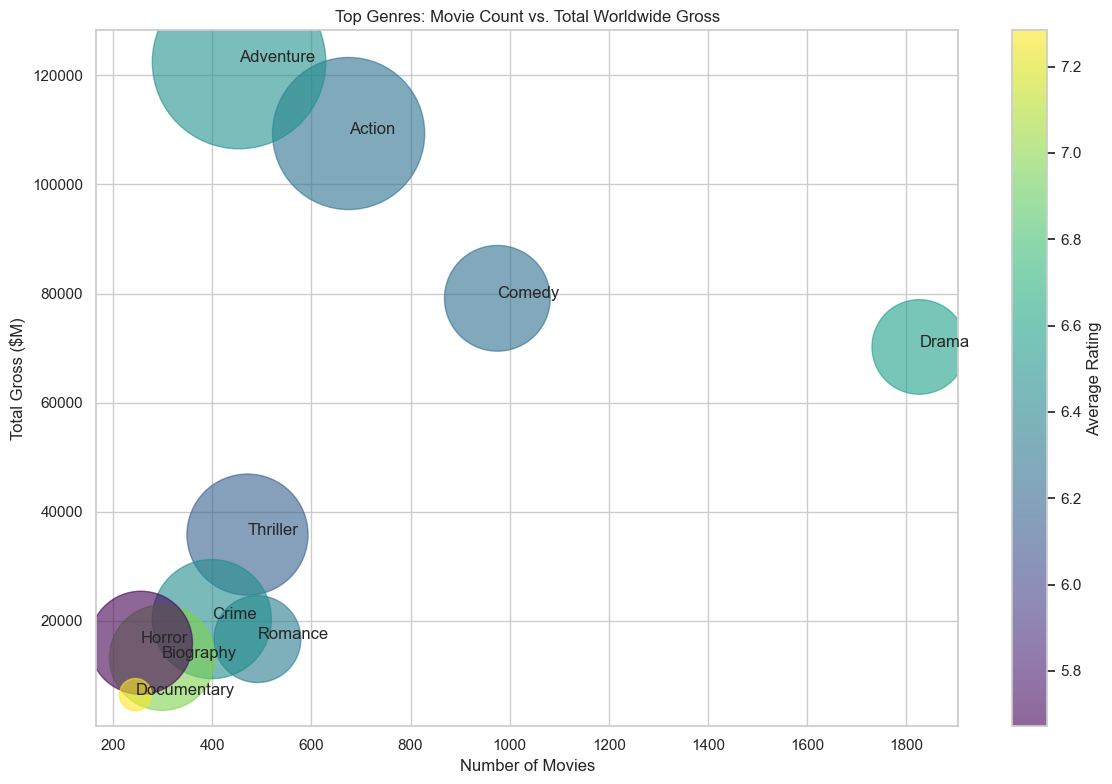 Top Genres: Movie Count vs. Total Worldwide Gross
Adventure
Action
Comedy
Drama
Thriller
Crime
Romance
Horror
Biography
Documentary
120000
100000
80000
60000
40000
20000
Total Gross ($M)
200
400
600
800
1000
1200
1400
1600
1800
Number of Movies
7.2
7.0
6.8
6.6
6.4
6.2
6.0
5.8
Average Rating